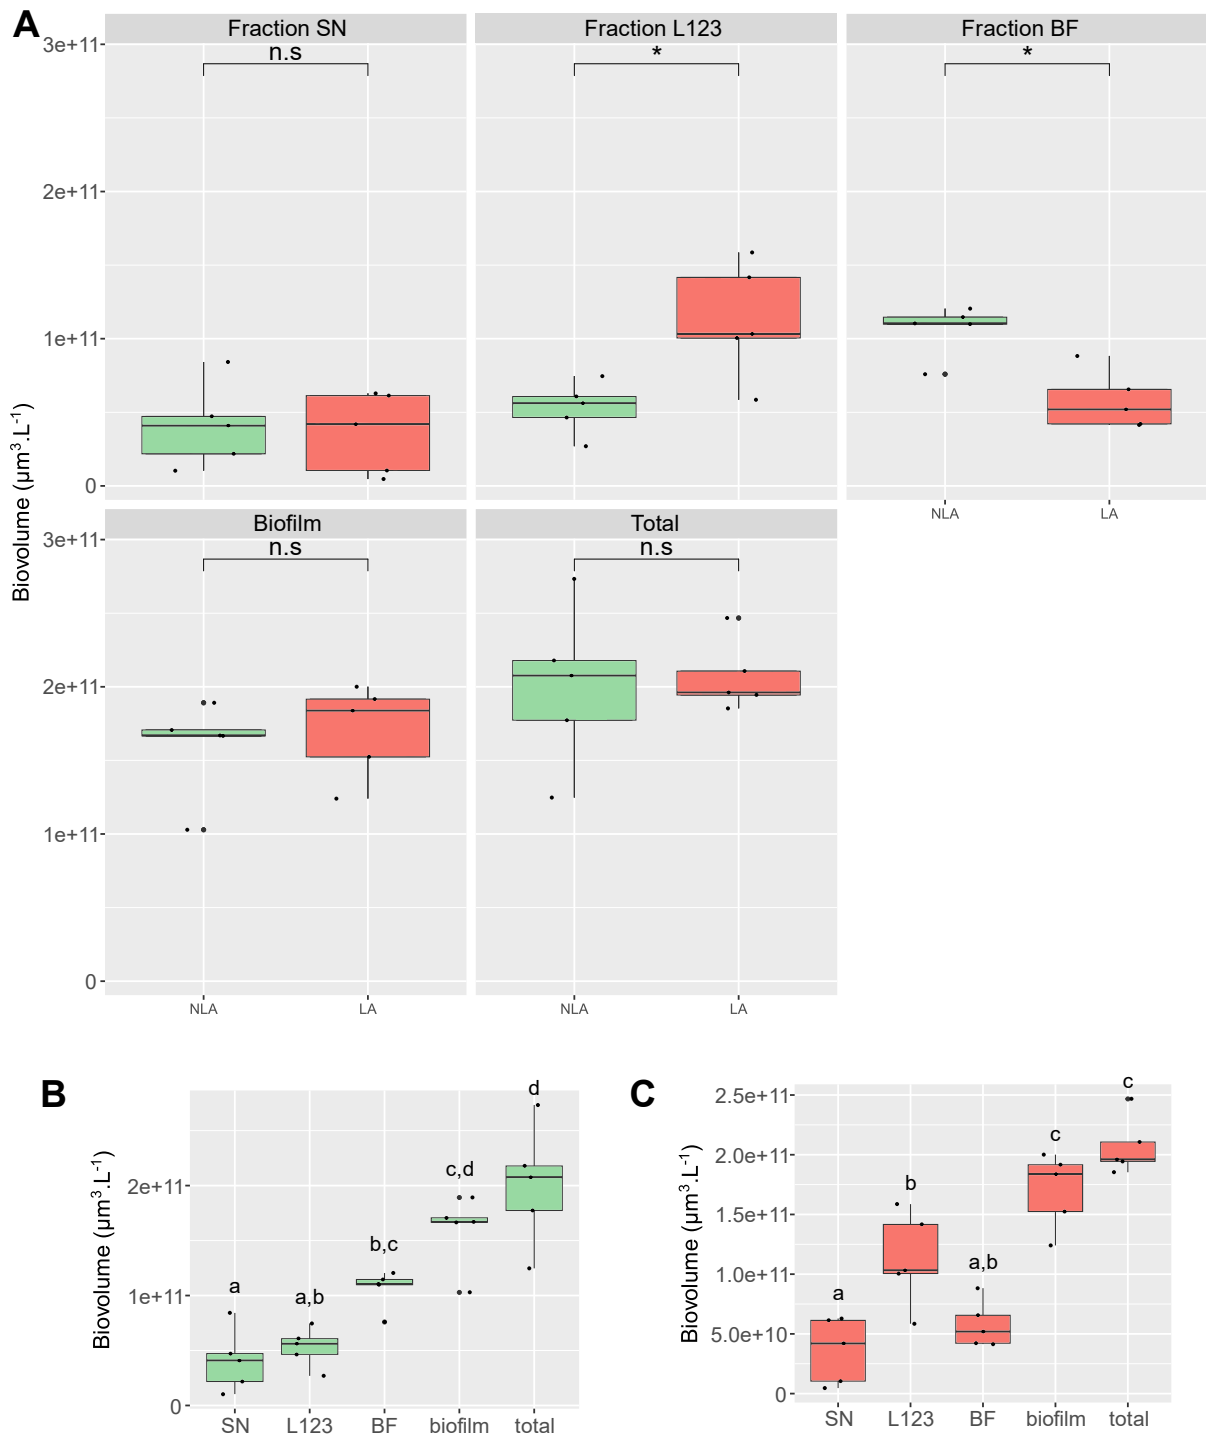 A
Fraction SN
Fraction L123
Fraction BF
n.s
*
*
3e+11
2e+11
1e+11
0
NLA
LA
Biofilm
Total
n.s
n.s
3e+11
2e+11
1e+11
0
NLA
LA
NLA
LA
Biovolume (µm³.L⁻¹)
B
Biovolume (µm³.L⁻¹)
2e+11
1e+11
0
a
a,b
b,c
c,d
d
SN
L123
BF
biofilm
total
C
Biovolume (µm³.L⁻¹)
2.5e+11
2.0e+11
1.5e+11
1.0e+11
5.0e+10
0
a
b
a,b
c
c
SN
L123
BF
biofilm
total